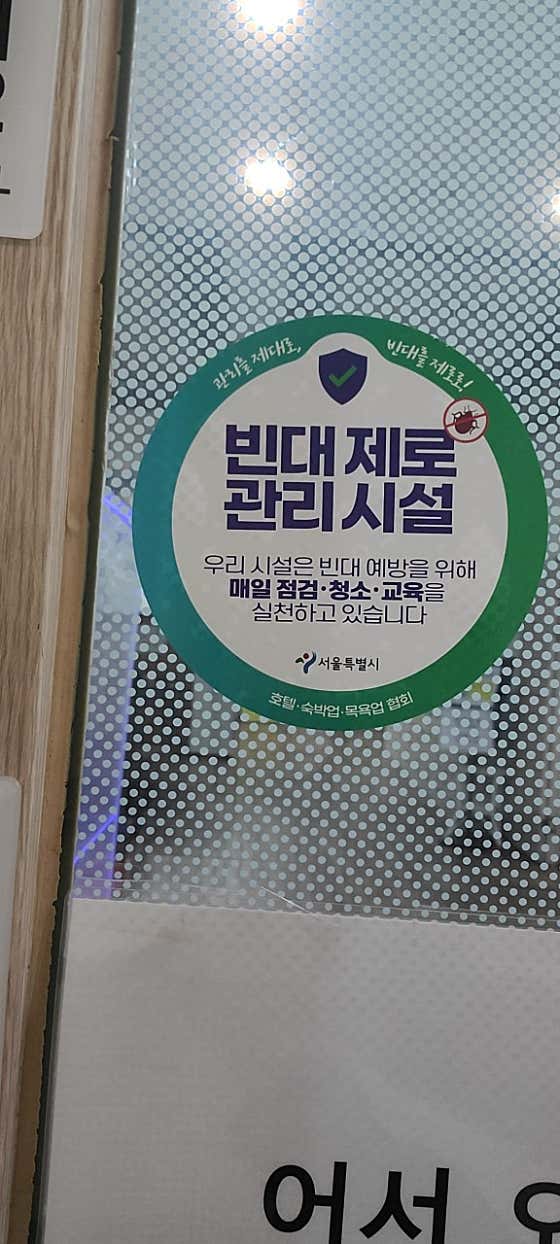 관리를 제대로,
빈대를 제로로!
빈대 제로
관리 시설
우리 시설은 빈대 예방을 위해
매일 점검·청소·교육을
실천하고 있습니다
서울특별시
호텔·숙박업·목욕업 협회
어서